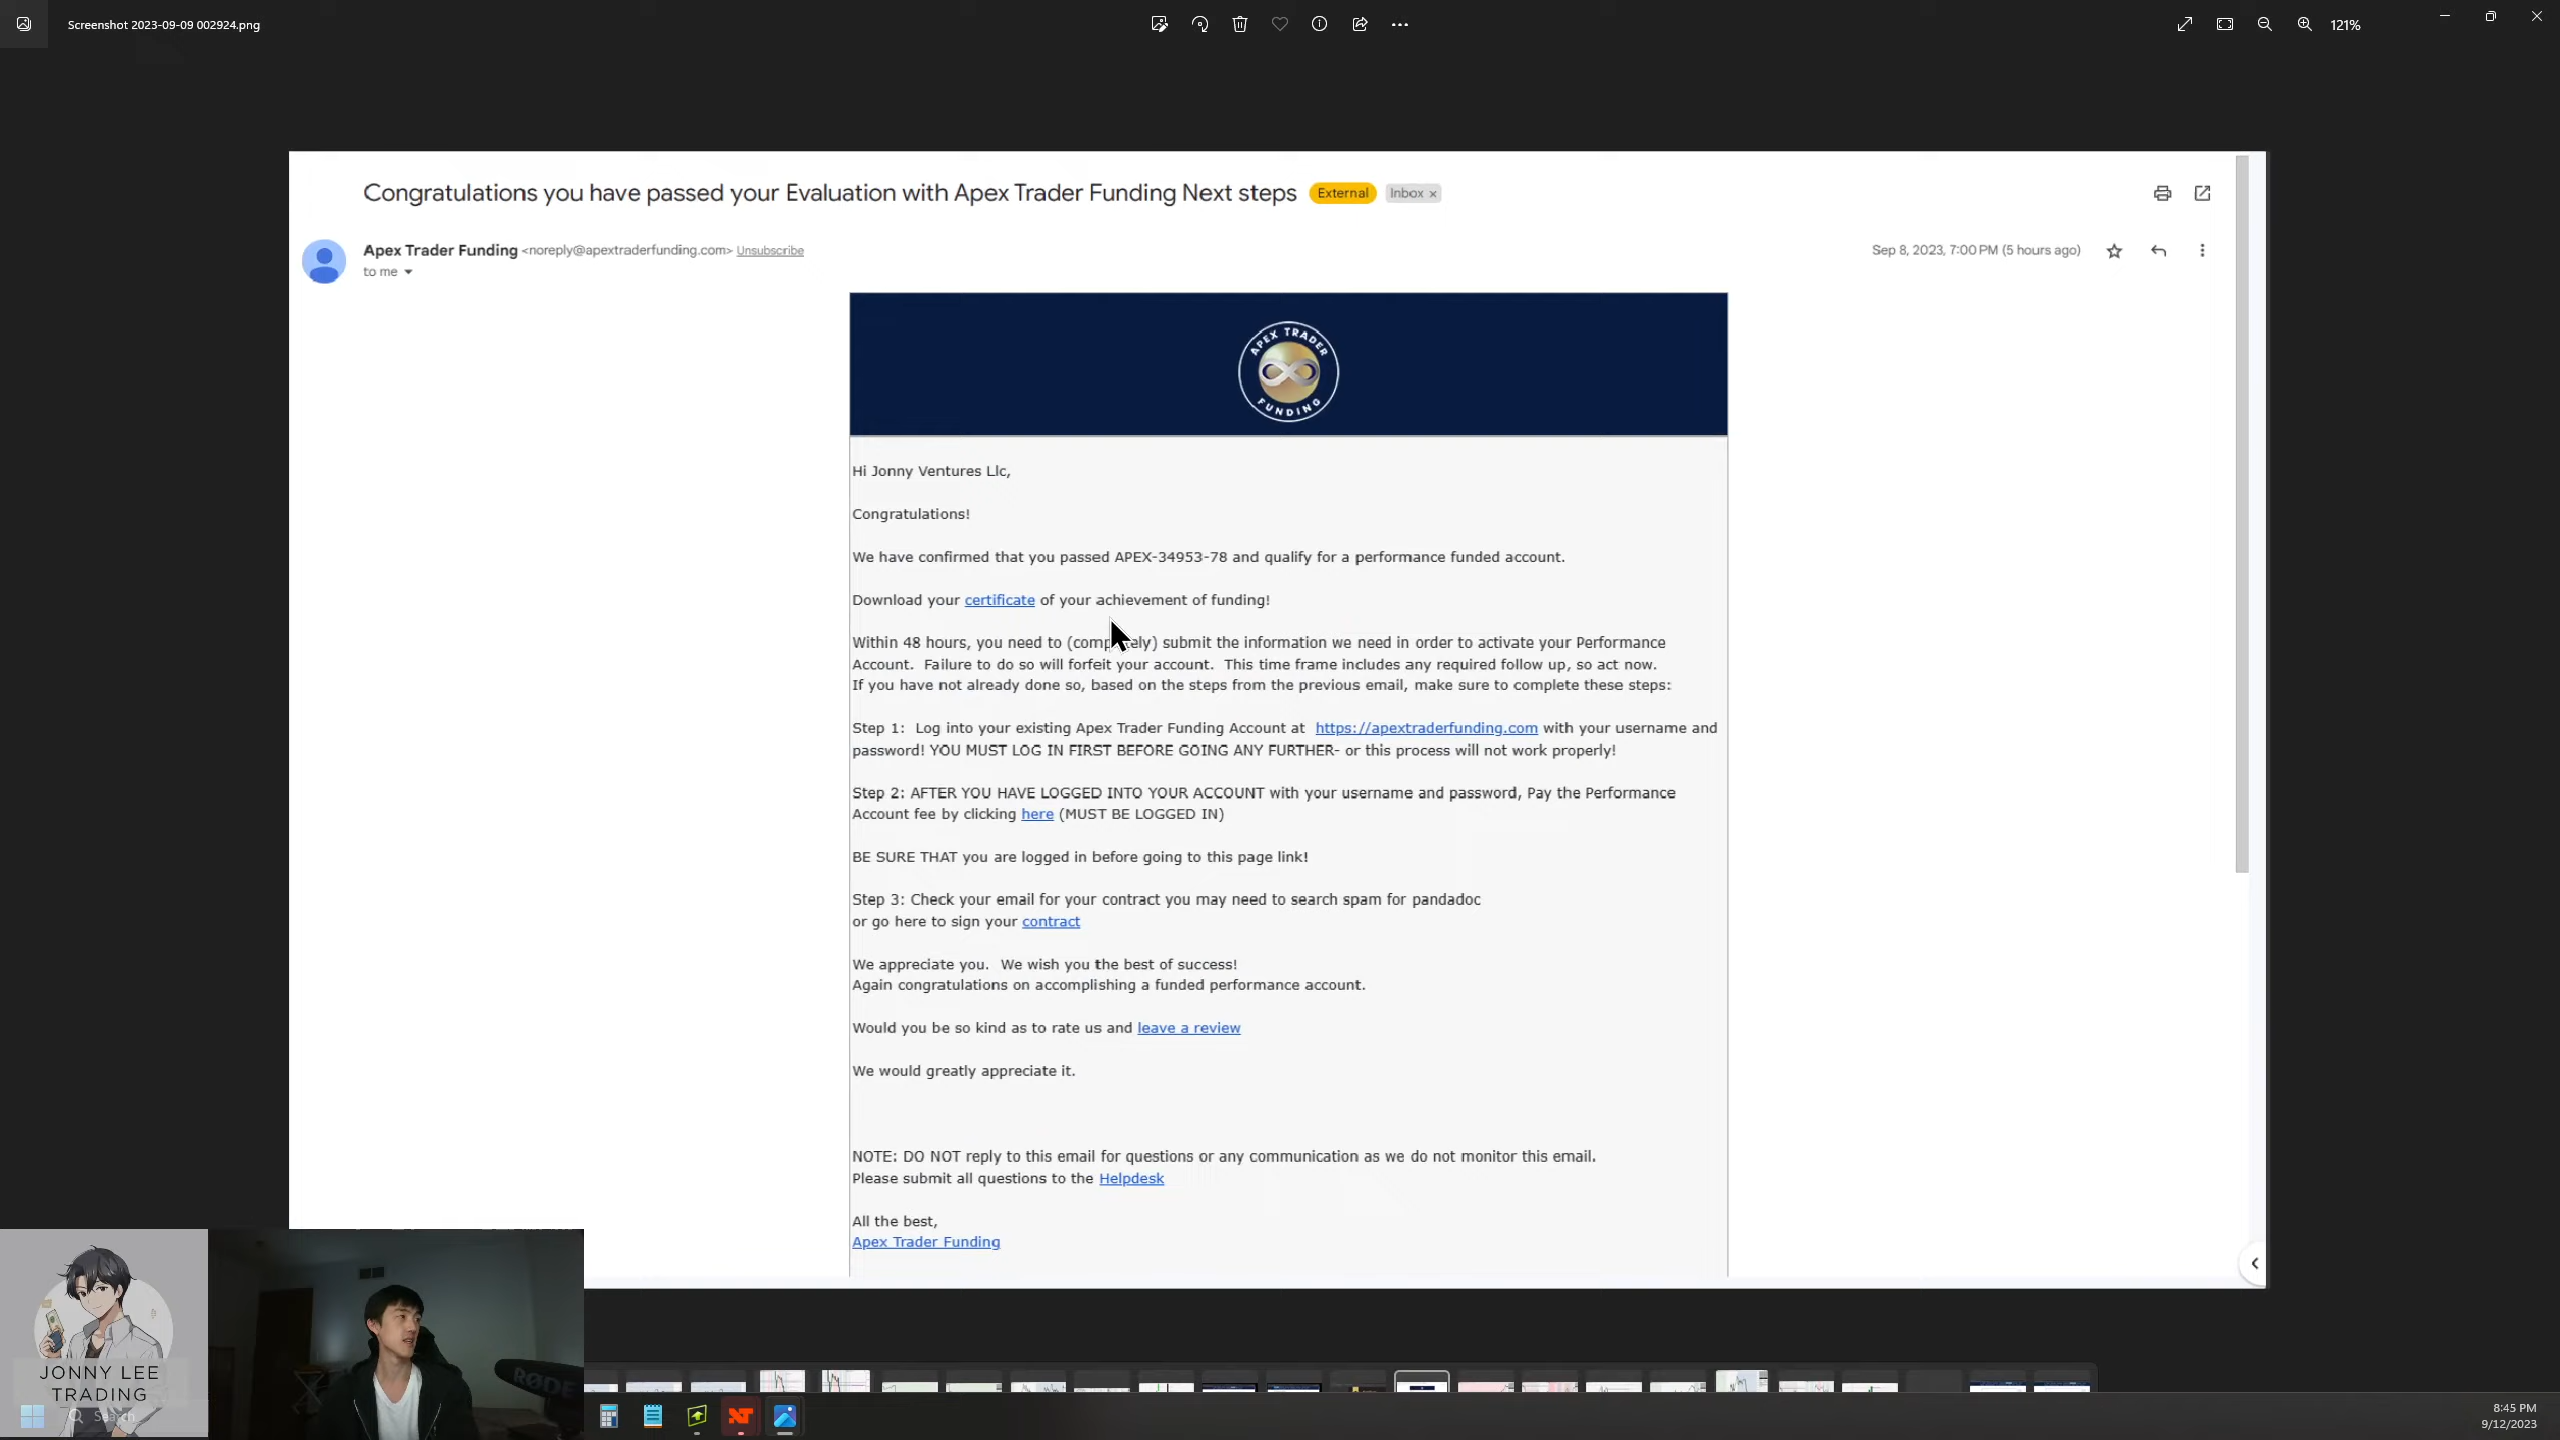 Screenshot 2023-09-09 002924.png
121%
Congratulations you have passed your Evaluation with Apex Trader Funding Next steps External Inbox x
Apex Trader Funding <noreply@apextraderfunding.com> Unsubscribe
Sep 8, 2023, 7:00 PM (5 hours ago)
to me
APEX TRADER
FUNDING
Hi Jonny Ventures Llc,
Congratulations!
We have confirmed that you passed APEX-34953-78 and qualify for a performance funded account.
Download your certificate of your achievement of funding!
Within 48 hours, you need to (completely) submit the information we need in order to activate your Performance
Account. Failure to do so will forfeit your account. This time frame includes any required follow up, so act now.
If you have not already done so, based on the steps from the previous email, make sure to complete these steps:
Step 1: Log into your existing Apex Trader Funding Account at https://apextraderfunding.com with your username and
password! YOU MUST LOG IN FIRST BEFORE GOING ANY FURTHER- or this process will not work properly!
Step 2: AFTER YOU HAVE LOGGED INTO YOUR ACCOUNT with your username and password, Pay the Performance
Account fee by clicking here (MUST BE LOGGED IN)
BE SURE THAT you are logged in before going to this page link!
Step 3: Check your email for your contract you may need to search spam for pandadoc
or go here to sign your contract
We appreciate you. We wish you the best of success!
Again congratulations on accomplishing a funded performance account.
Would you be so kind as to rate us and leave a review
We would greatly appreciate it.
NOTE: DO NOT reply to this email for questions or any communication as we do not monitor this email.
Please submit all questions to the Helpdesk
All the best,
Apex Trader Funding
JONNY LEE
TRADING
RØDE
Search
8:45 PM
9/12/2023